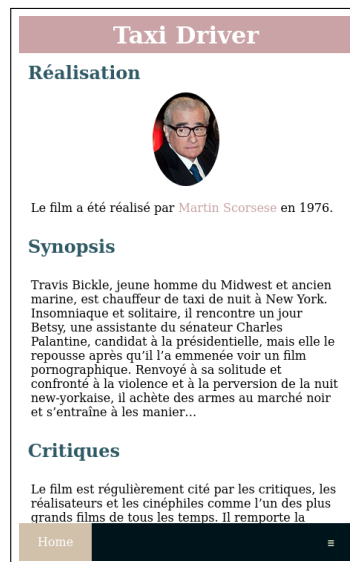 Taxi Driver
Réalisation
Le film a été réalisé par Martin Scorsese en 1976.
Synopsis
Travis Bickle, jeune homme du Midwest et ancien
marine, est chauffeur de taxi de nuit à New York.
Insomniaque et solitaire, il rencontre un jour
Betsy, une assistante du sénateur Charles
Palantine, candidat à la présidentielle, mais elle le
repousse après qu’il l’a emmenée voir un film
pornographique. Renvoyé à sa solitude et
confronté à la violence et à la perversion de la nuit
new-yorkaise, il achète des armes au marché noir
et s’entraîne à les manier…
Critiques
Le film est régulièrement cité par les critiques, les
réalisateurs et les cinéphiles comme l’un des plus
grands films de tous les temps. Il remporte la
Home
≡